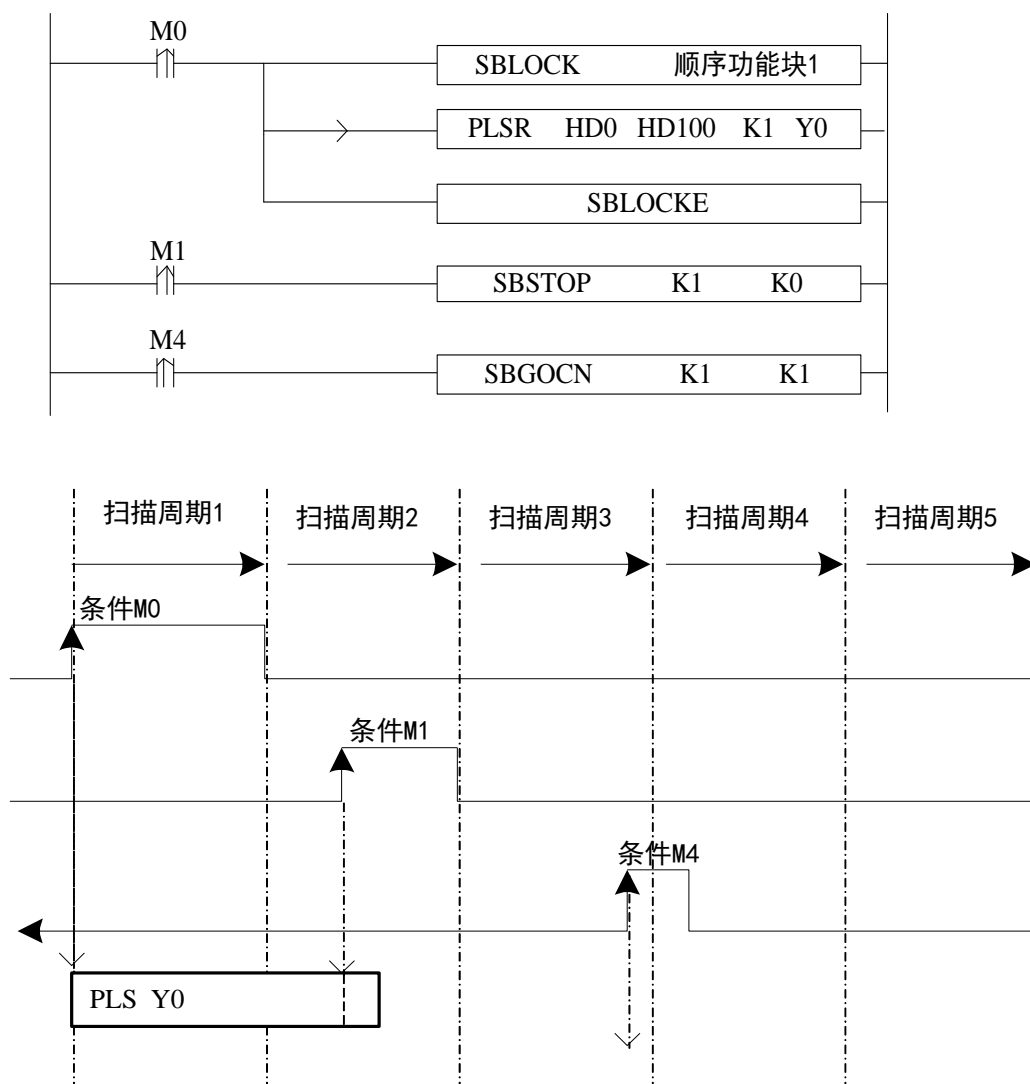 M0
SBLOCK 顺序功能块1
PLSR HD0 HD100 K1 Y0
SBLOCKE
M1
SBSTOP K1 K0
M4
SBGOCN K1 K1
扫描周期1 扫描周期2 扫描周期3 扫描周期4 扫描周期5
条件M0
条件M1
条件M4
PLS Y0